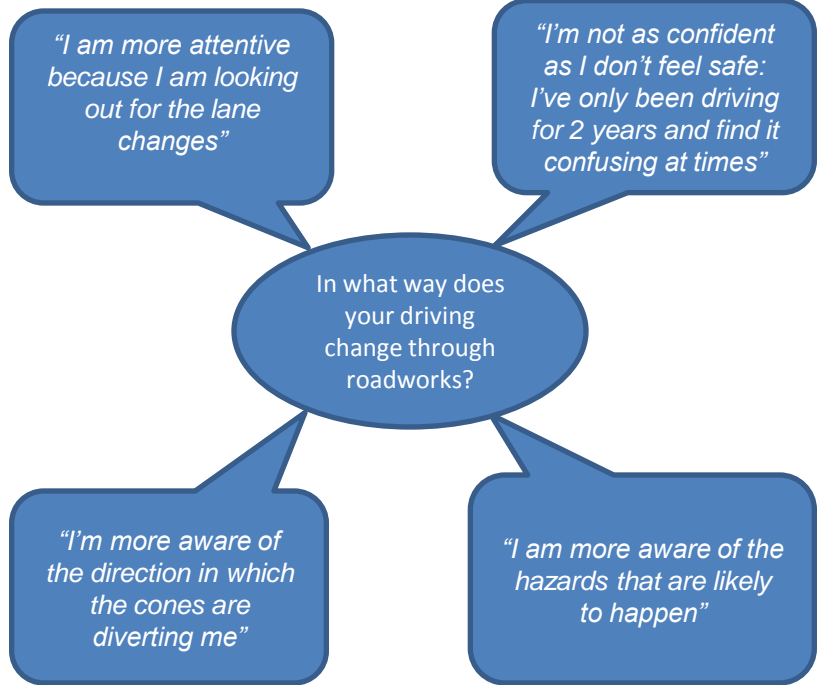 “I am more attentive
because I am looking
out for the lane
changes”
“I’m not as confident
as I don’t feel safe:
I’ve only been driving
for 2 years and find it
confusing at times”
In what way does
your driving
change through
roadworks?
“I’m more aware of
the direction in which
the cones are
diverting me”
“I am more aware of the
hazards that are likely
to happen”